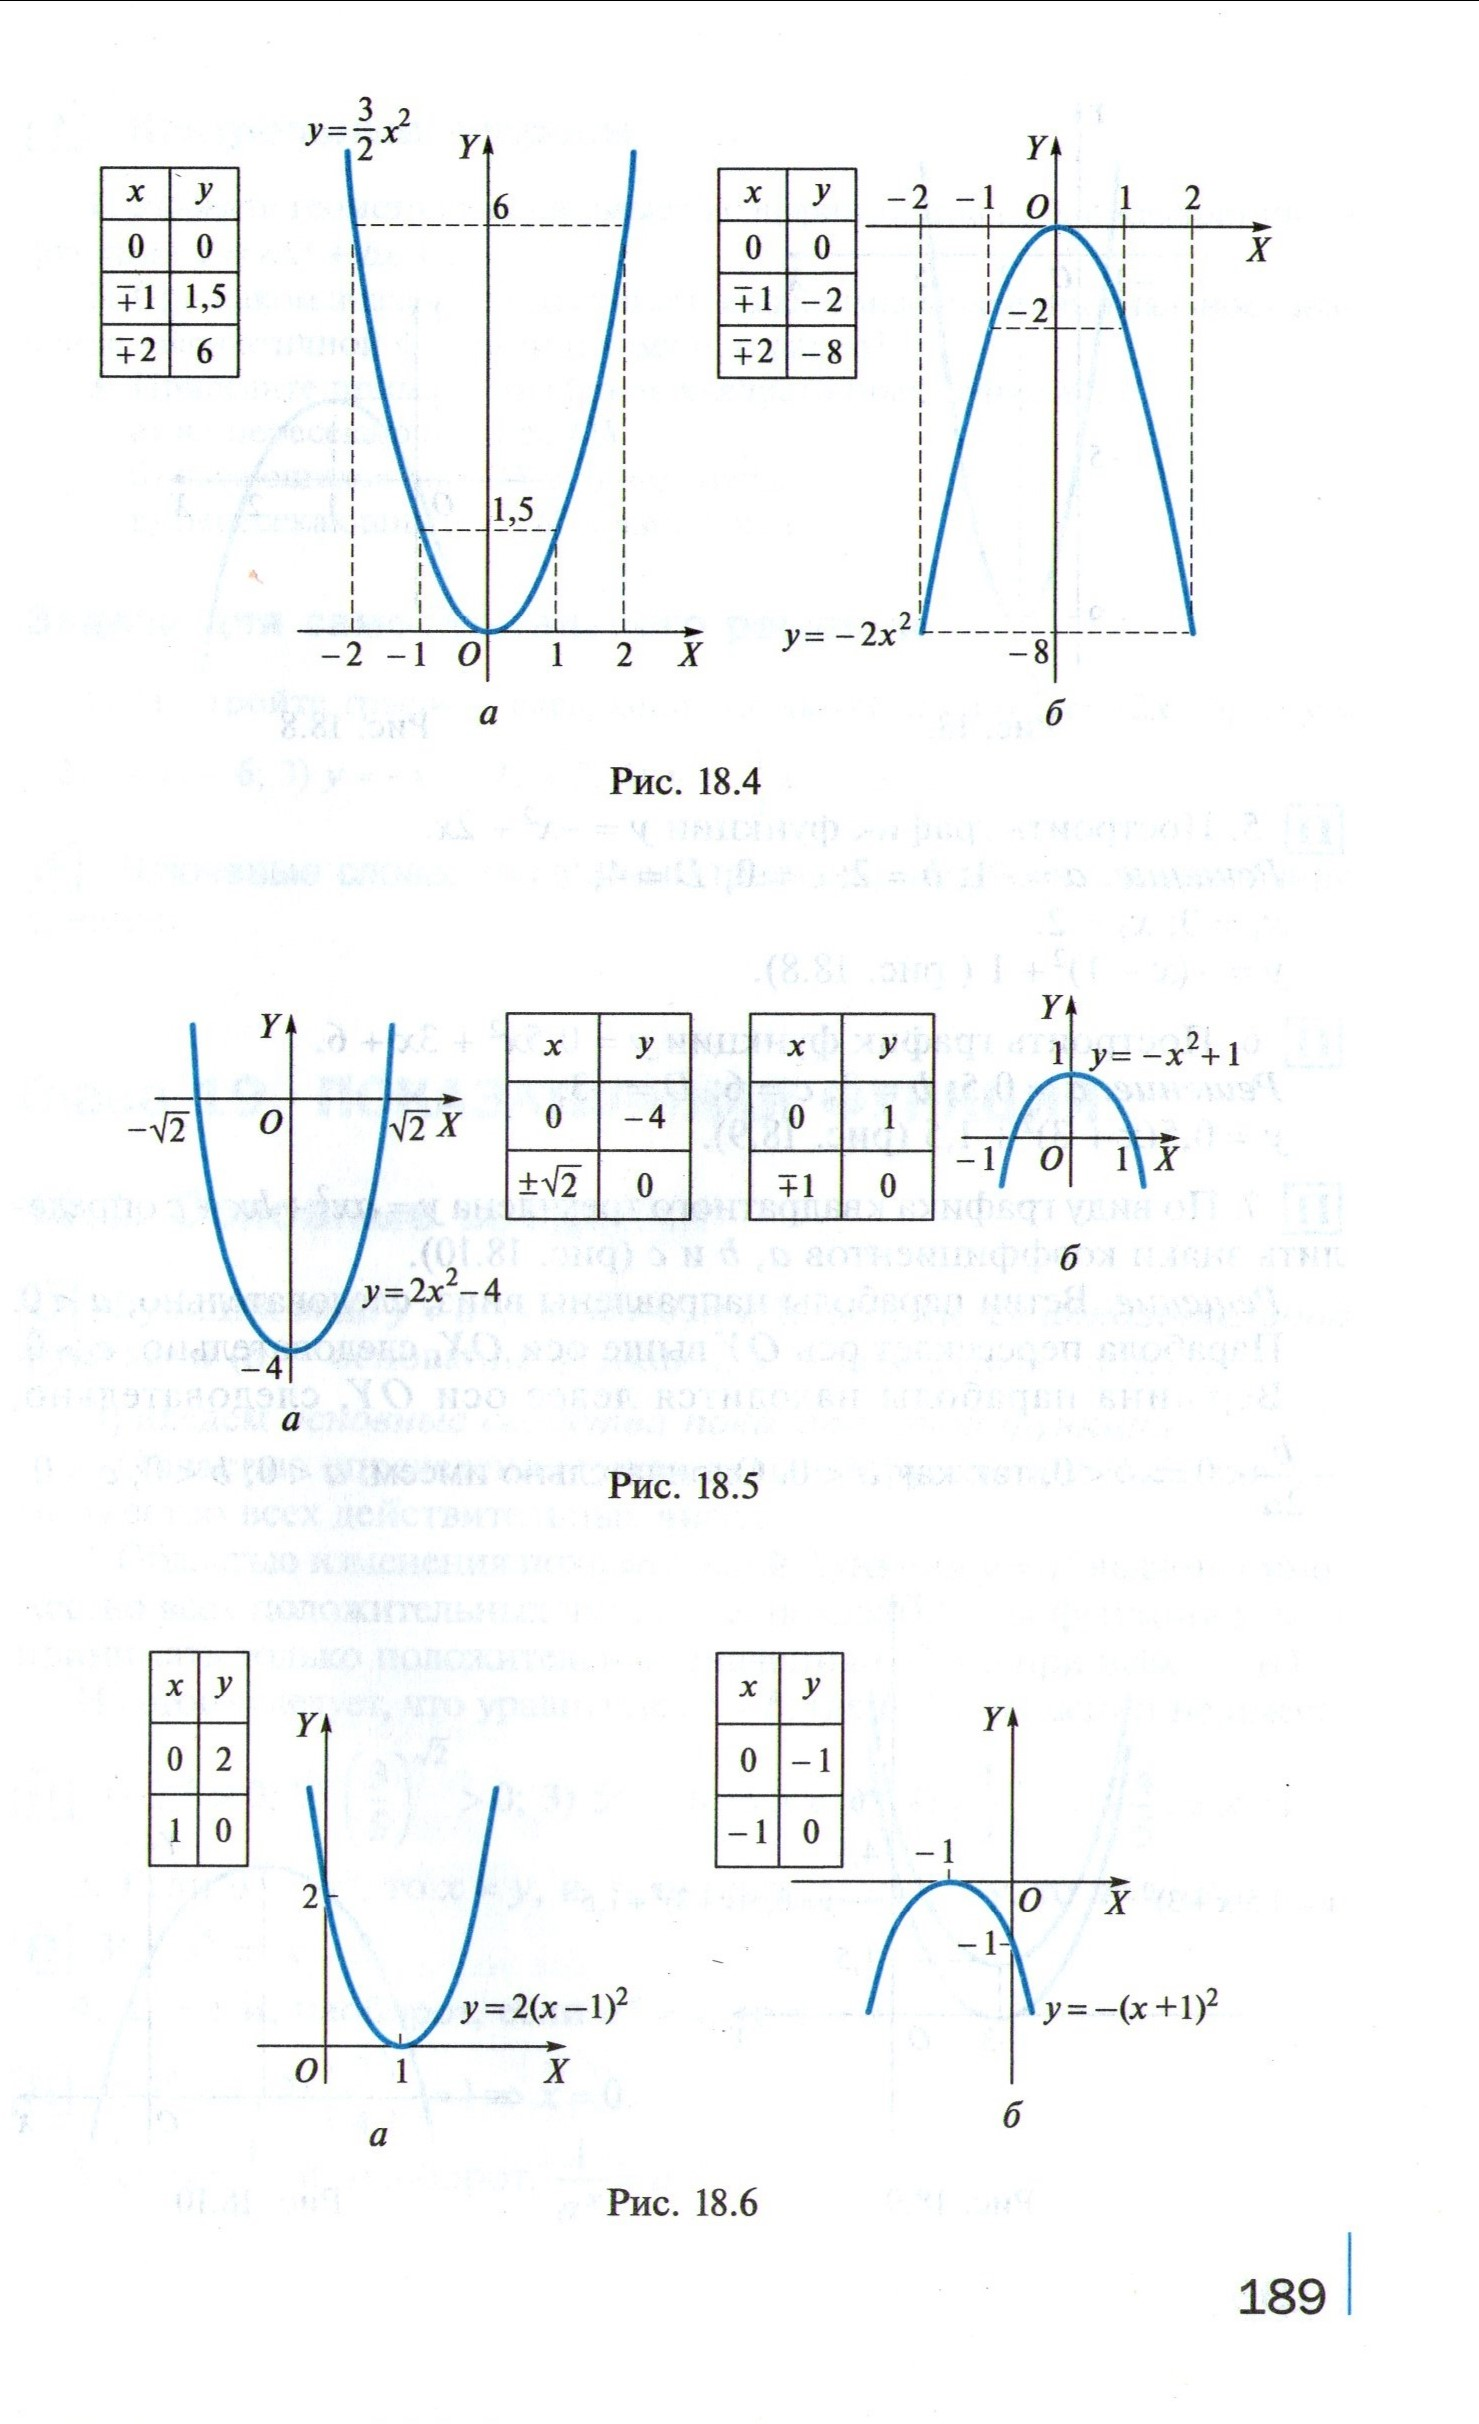 y = 3/2 x²
x y
0 0
∓1 1,5
∓2 6
Y
6
1,5
−2 −1 O 1 2 X
а
x y
0 0
∓1 −2
∓2 −8
Y
−2 −1 O 1 2
X
−2
y = −2x²
−8
б
Рис. 18.4
Y
−√2 O √2 X
y = 2x² − 4
−4
а
x y
0 −4
±√2 0
x y
0 1
∓1 0
Y
1 y = −x² + 1
−1 O 1 X
б
Рис. 18.5
x y
0 2
1 0
Y
2
y = 2(x − 1)²
O 1 X
а
x y
0 −1
−1 0
Y
−1
O X
−1
y = −(x + 1)²
б
Рис. 18.6
189